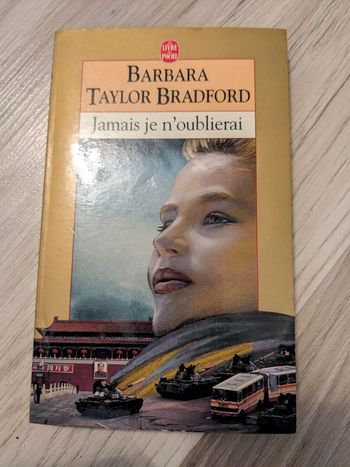 LE LIVRE
DE POCHE
BARBARA
TAYLOR BRADFORD
Jamais je n'oublierai